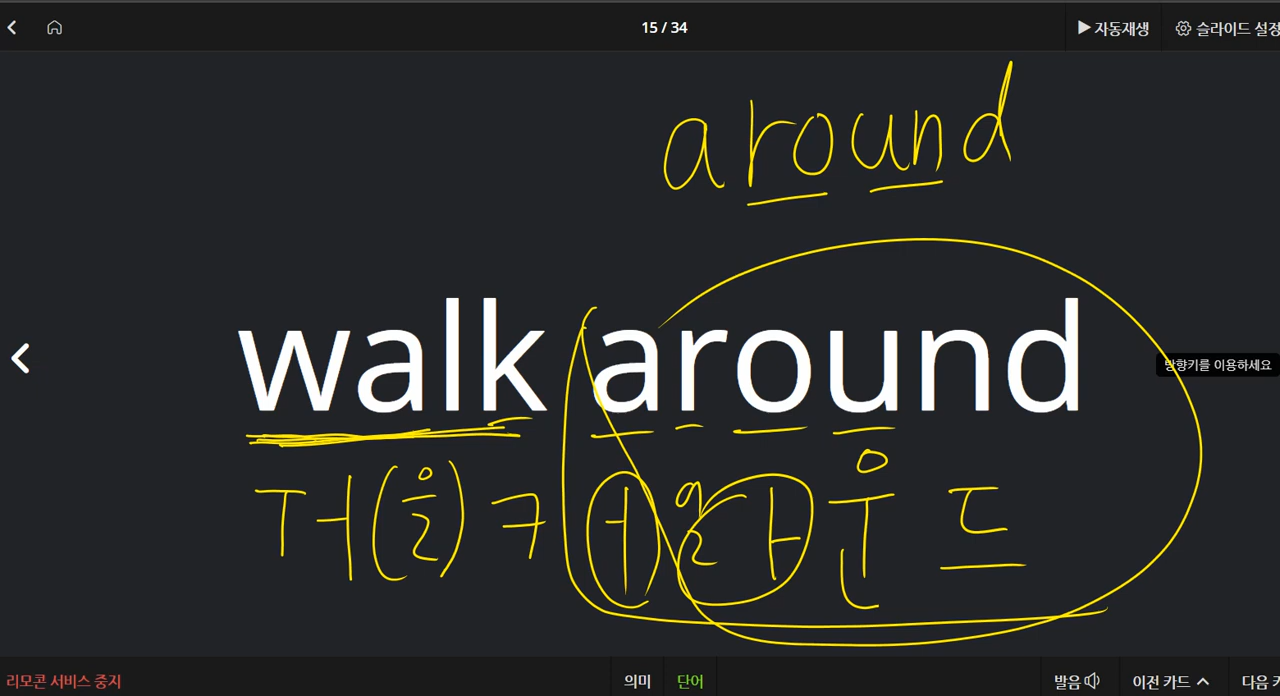 15 / 34
▶ 자동재생
슬라이드 설정
around
walk around
방향키를 이용하세요
리모콘 서비스 중지
의미
단어
발음
이전 카드
다음